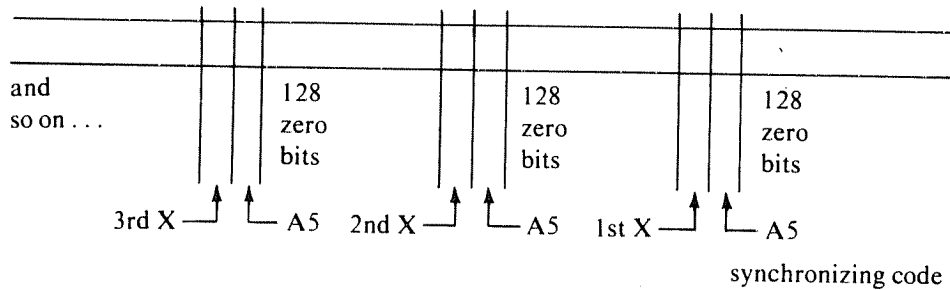 and
so on . . .
128
zero
bits
128
zero
bits
128
zero
bits
3rd X
A5
2nd X
A5
1st X
A5
synchronizing code